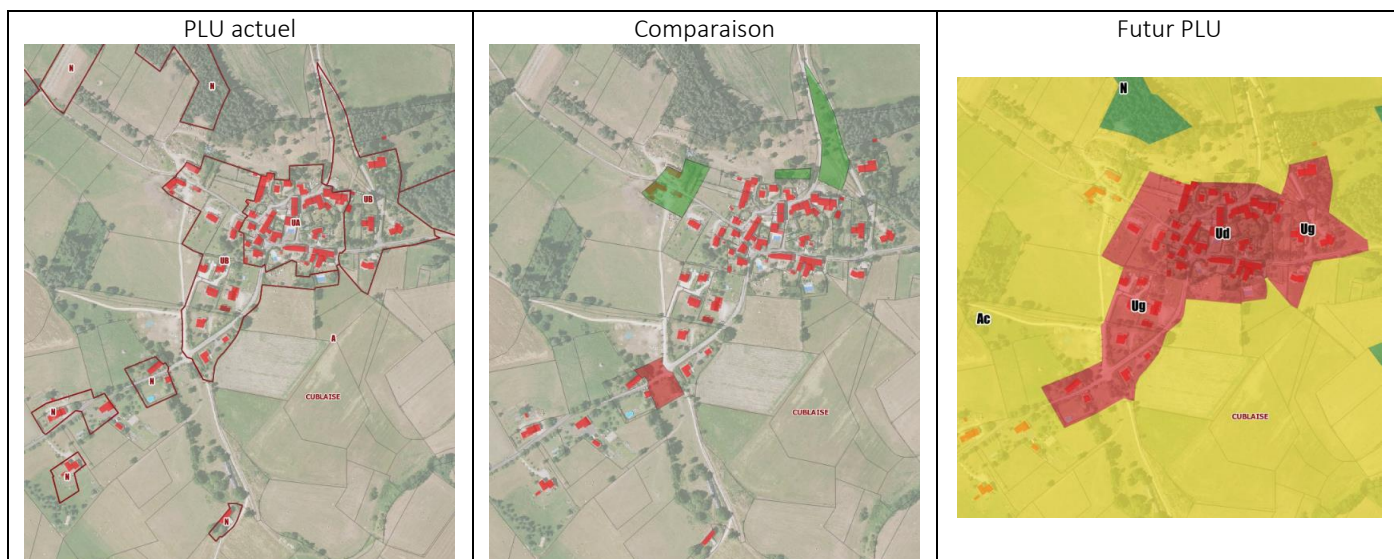 PLU actuel
Comparaison
Futur PLU
N
N
UB
UA
UB
A
N
CUBLAISE
N
N
N
CUBLAISE
N
Ud
Ug
Ug
Ac
CUBLAISE